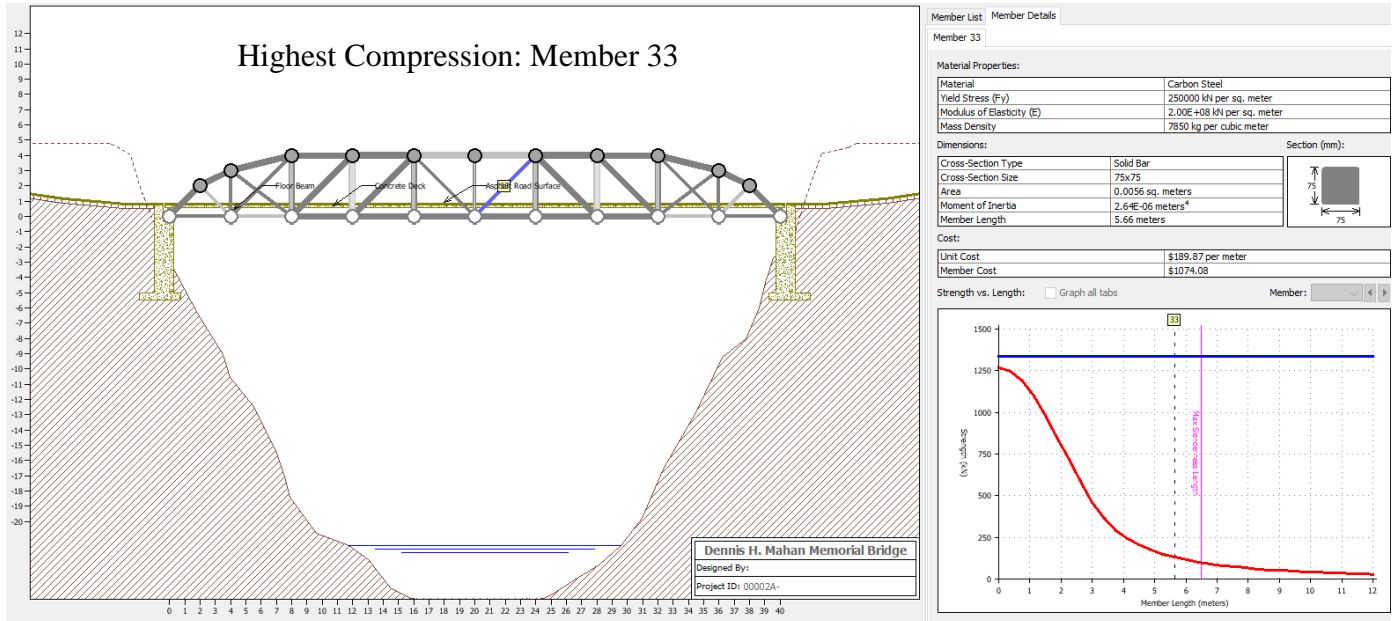 Highest Compression: Member 33
12
11
10
9
8
7
6
5
4
3
2
1
0
-1
-2
-3
-4
-5
-6
-7
-8
-9
-10
-11
-12
-13
-14
-15
-16
-17
-18
-19
-20
Floor Beam
Concrete Deck
Asphalt Road Surface
33
Dennis H. Mahan Memorial Bridge
Designed By:
Project ID: 00002A-
0 1 2 3 4 5 6 7 8 9 10 11 12 13 14 15 16 17 18 19 20 21 22 23 24 25 26 27 28 29 30 31 32 33 34 35 36 37 38 39 40
Member List Member Details
Member 33
Material Properties:
Material Carbon Steel
Yield Stress (Fy) 250000 kN per sq. meter
Modulus of Elasticity (E) 2.00E+08 kN per sq. meter
Mass Density 7850 kg per cubic meter
Dimensions: Section (mm):
Cross-Section Type Solid Bar
Cross-Section Size 75x75
Area 0.0056 sq. meters
Moment of Inertia 2.64E-06 meters⁴
Member Length 5.66 meters
75
75
Cost:
Unit Cost $189.87 per meter
Member Cost $1074.08
Strength vs. Length: Graph all tabs Member:
33
1500
1250
1000
750
500
250
0
Strength (kN)
Max Slenderness Length
0 1 2 3 4 5 6 7 8 9 10 11 12
Member Length (meters)